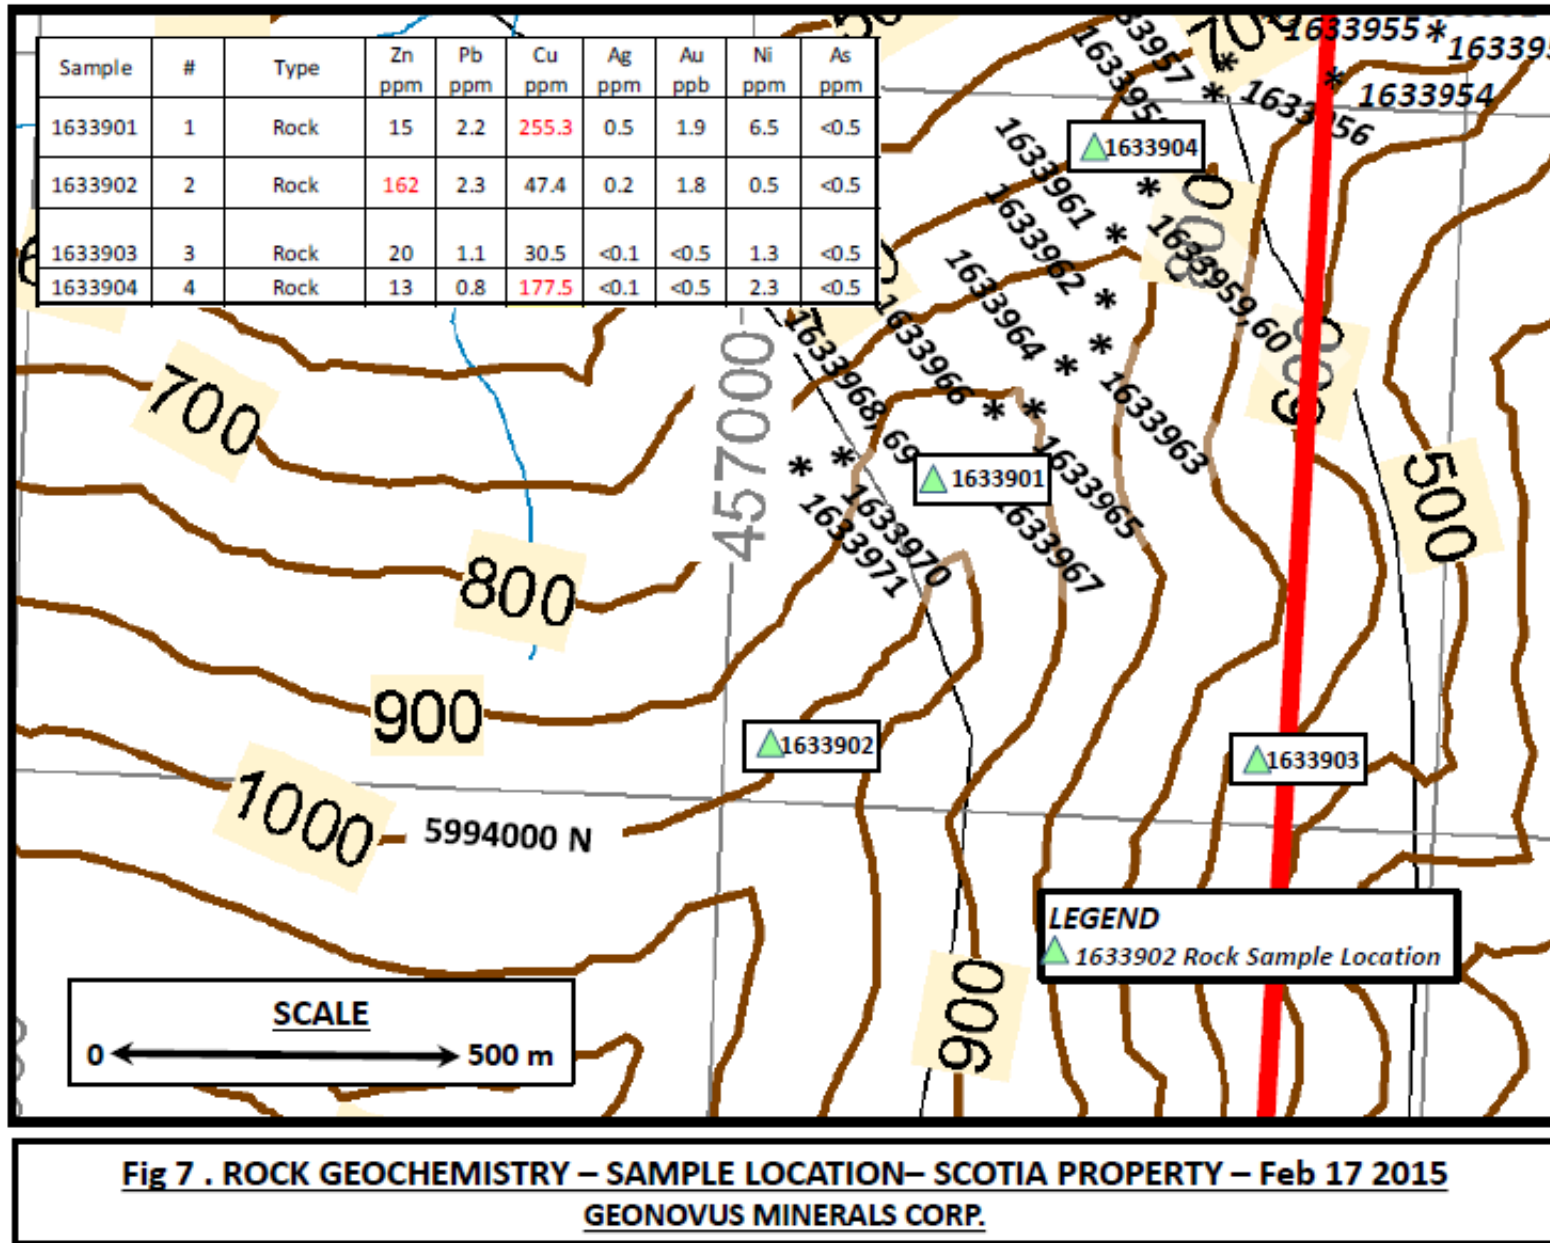 Sample # Type Zn ppm Pb ppm Cu ppm Ag ppm Au ppb Ni ppm As ppm
1633901 1 Rock 15 2.2 255.3 0.5 1.9 6.5 <0.5
1633902 2 Rock 162 2.3 47.4 0.2 1.8 0.5 <0.5
1633903 3 Rock 20 1.1 30.5 <0.1 <0.5 1.3 <0.5
1633904 4 Rock 13 0.8 177.5 <0.1 <0.5 2.3 <0.5
1633955 *
* 1633954
* 1633956
1633904
1633961 *
1633962 *
1633959,60 *
1633964 *
* 1633963
1633966 *
* 1633965
1633968, 69
1633967
* 1633970
* 1633971
1633901
1633902
1633903
700
800
900
1000
4570000
5994000 N
600
500
900
LEGEND
1633902 Rock Sample Location
SCALE
0 500 m
Fig 7 . ROCK GEOCHEMISTRY – SAMPLE LOCATION– SCOTIA PROPERTY – Feb 17 2015
GEONOVUS MINERALS CORP.